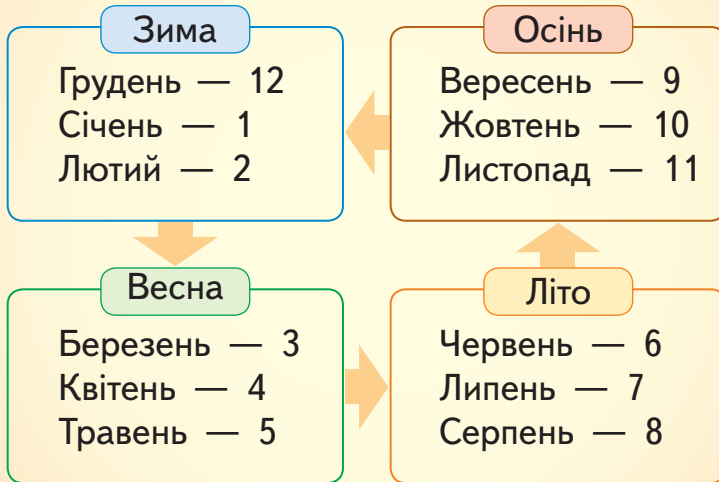 Зима
Грудень — 12
Січень — 1
Лютий — 2
Осінь
Вересень — 9
Жовтень — 10
Листопад — 11
Весна
Березень — 3
Квітень — 4
Травень — 5
Літо
Червень — 6
Липень — 7
Серпень — 8